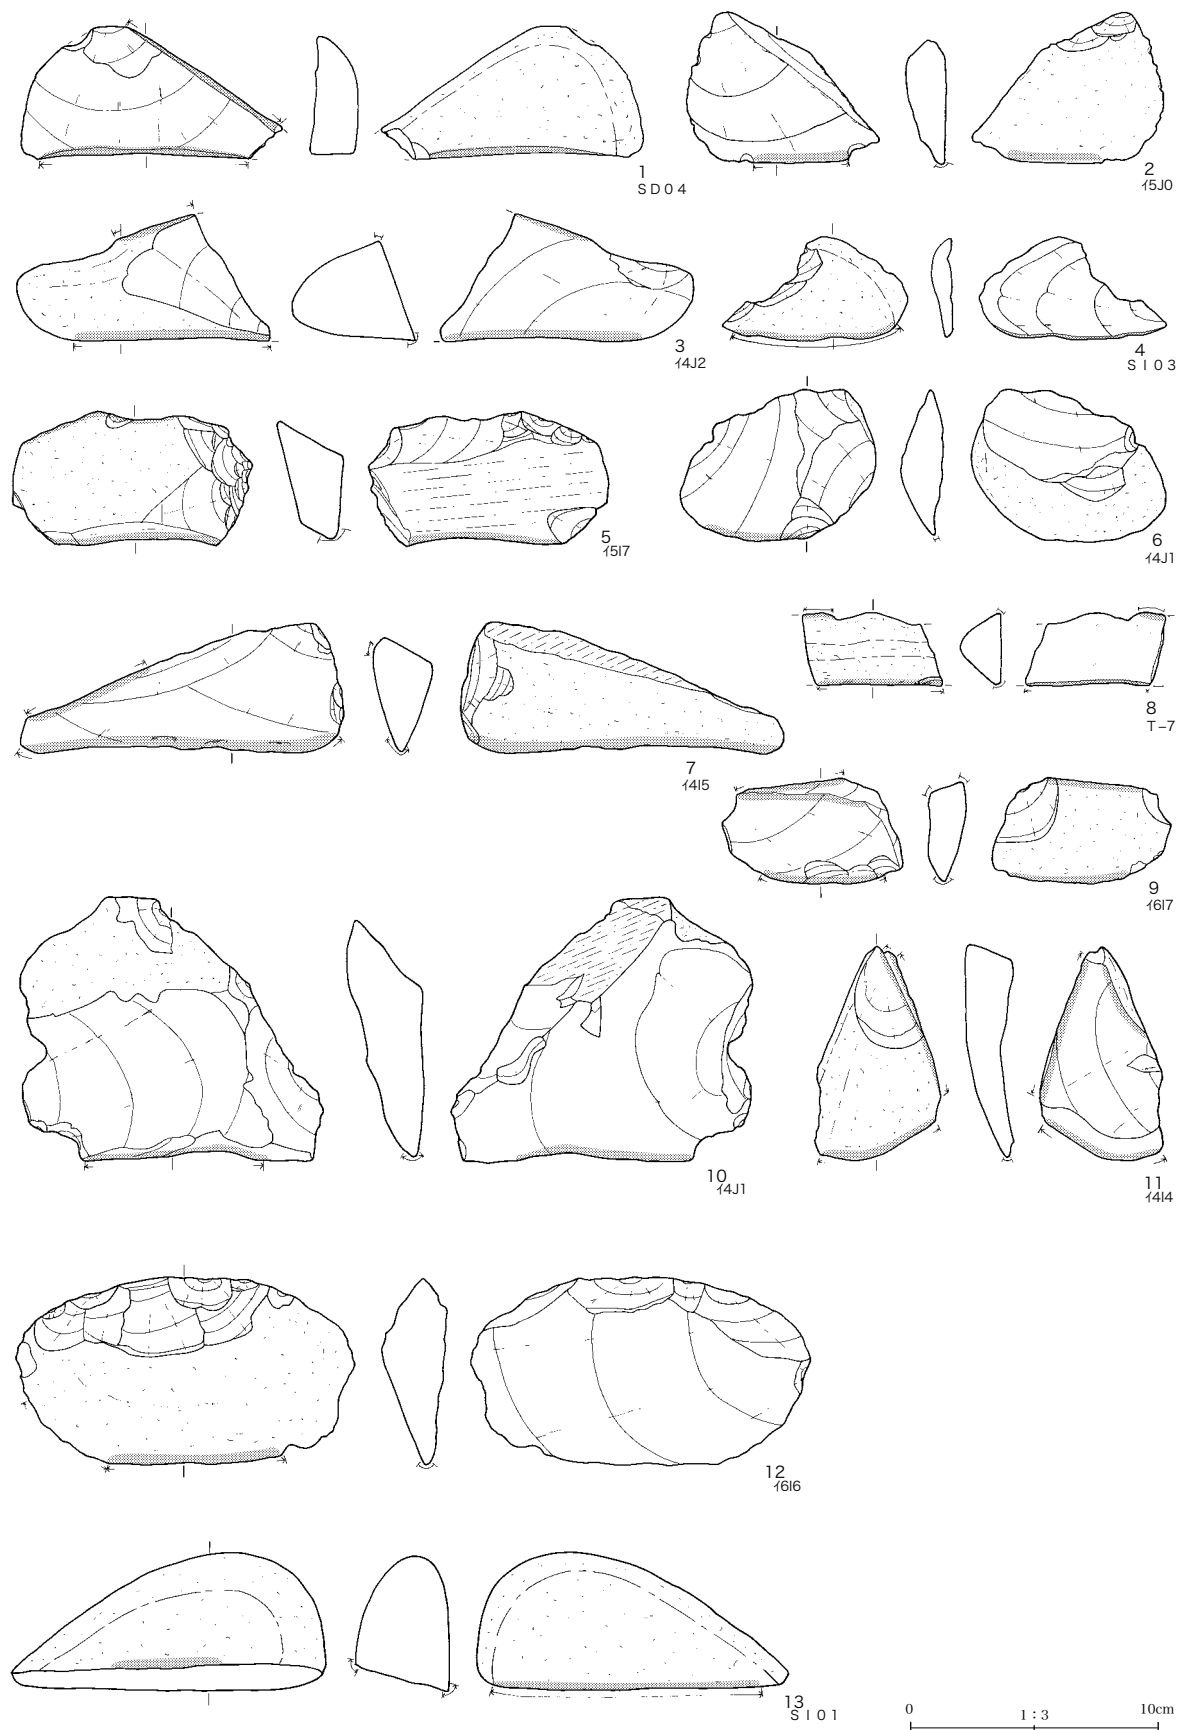 1
ＳＤ０４
2
ｲ5J0
3
ｲ4J2
4
ＳＩ０３
5
ｲ5I7
6
ｲ4J1
7
ｲ4I5
8
Ｔ−7
9
ｲ6I7
10
ｲ4J1
11
ｲ4I4
12
ｲ6I6
13
ＳＩ０１
0 1：3 10cm